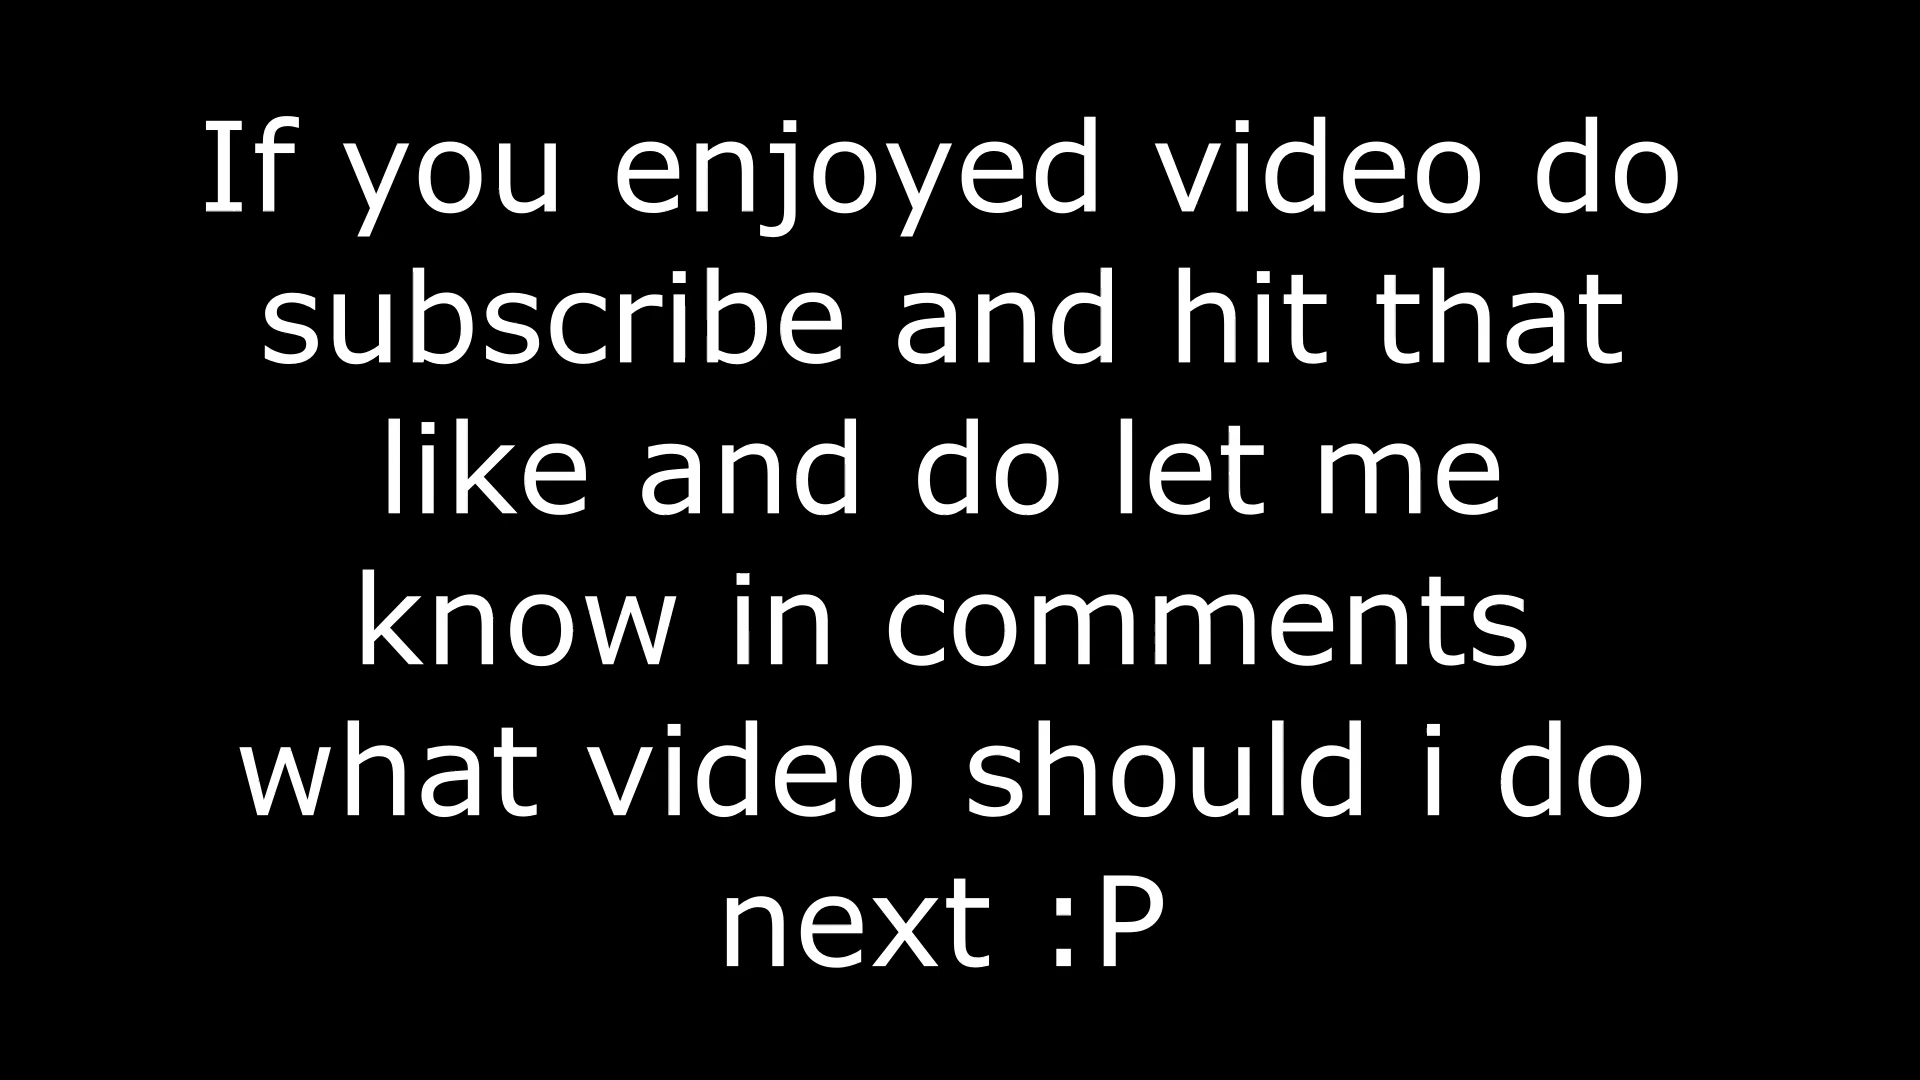 If you enjoyed video do
subscribe and hit that
like and do let me
know in comments
what video should i do
next :P